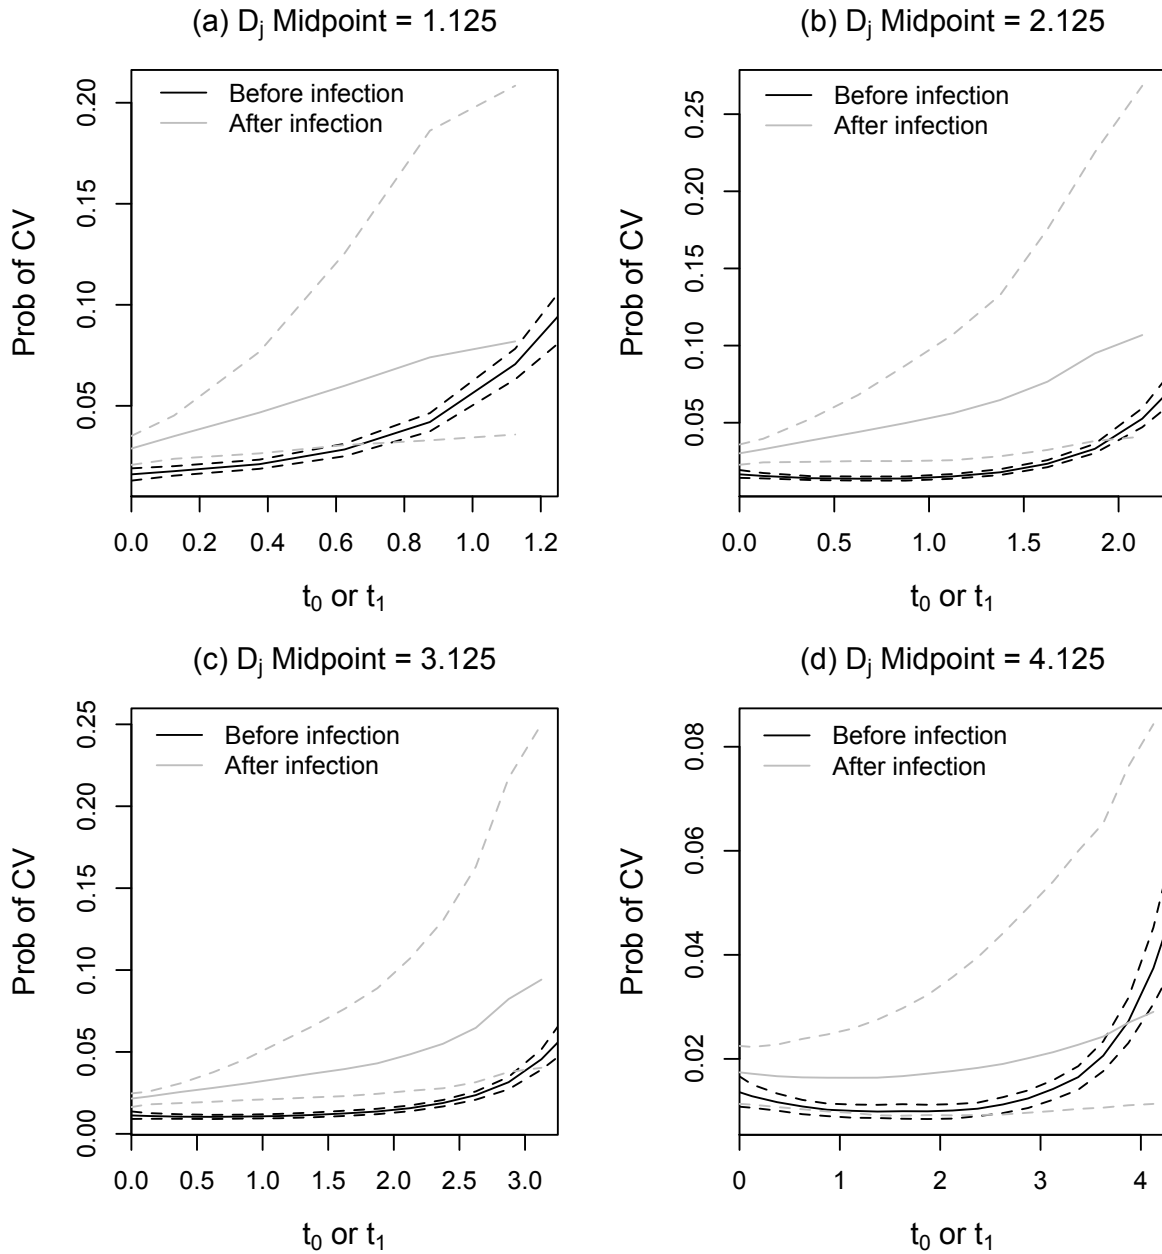 (a) Dj Midpoint = 1.125
Before infection
After infection
Prob of CV
0.05 0.10 0.15 0.20
0.0 0.2 0.4 0.6 0.8 1.0 1.2
t0 or t1
(b) Dj Midpoint = 2.125
Before infection
After infection
Prob of CV
0.05 0.10 0.15 0.20 0.25
0.0 0.5 1.0 1.5 2.0
t0 or t1
(c) Dj Midpoint = 3.125
Before infection
After infection
Prob of CV
0.00 0.05 0.10 0.15 0.20 0.25
0.0 0.5 1.0 1.5 2.0 2.5 3.0
t0 or t1
(d) Dj Midpoint = 4.125
Before infection
After infection
Prob of CV
0.02 0.04 0.06 0.08
0 1 2 3 4
t0 or t1